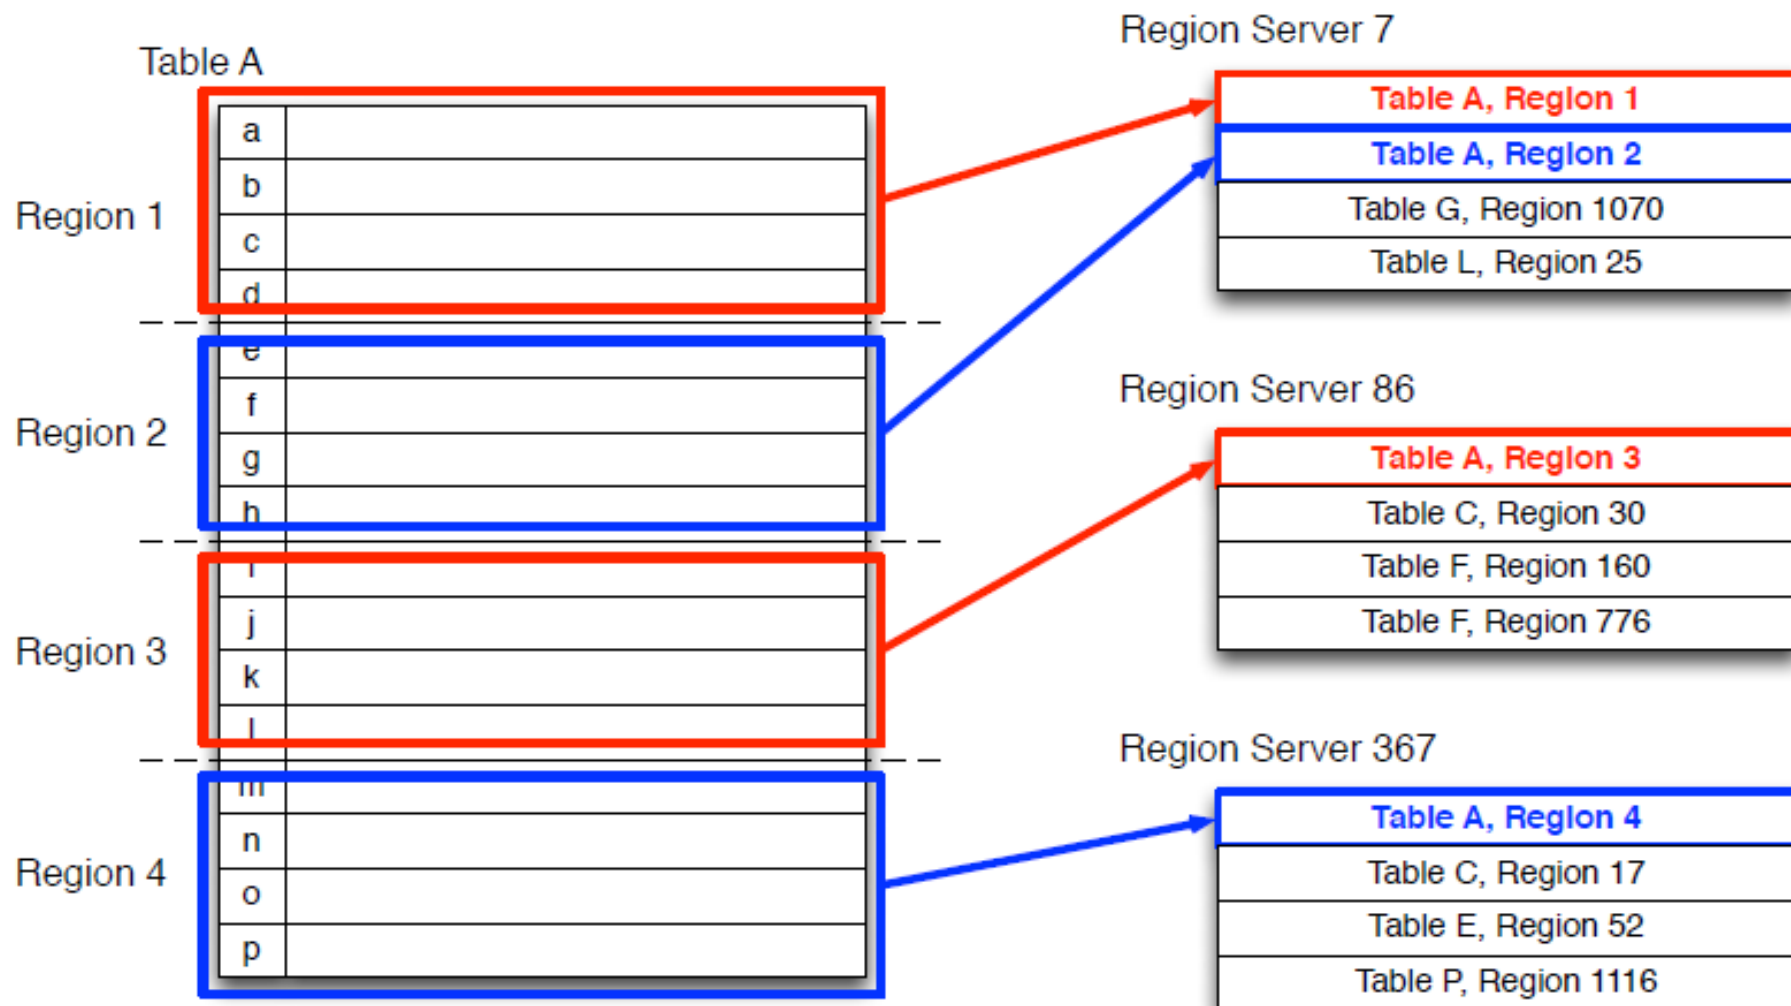 Table A
Region 1
a
b
c
d
Region 2
e
f
g
h
Region 3
i
j
k
l
Region 4
m
n
o
p
Region Server 7
Table A, Region 1
Table A, Region 2
Table G, Region 1070
Table L, Region 25
Region Server 86
Table A, Region 3
Table C, Region 30
Table F, Region 160
Table F, Region 776
Region Server 367
Table A, Region 4
Table C, Region 17
Table E, Region 52
Table P, Region 1116